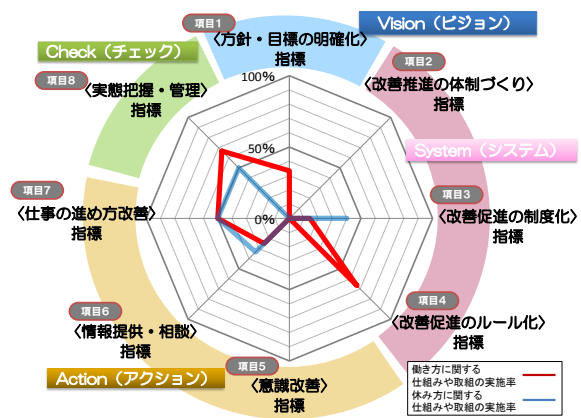 項目1
Vision（ビジョン）
〈方針・目標の明確化〉
指標
Check（チェック）
項目2
〈改善推進の体制づくり〉
指標
項目8
〈実態把握・管理〉
指標
100%
50%
0%
System（システム）
項目3
〈改善促進の制度化〉
指標
項目7
〈仕事の進め方改善〉
指標
項目4
〈改善促進のルール化〉
指標
項目6
〈情報提供・相談〉
指標
項目5
〈意識改善〉
指標
Action（アクション）
働き方に関する
仕組みや取組の実施率
休み方に関する
仕組みや取組の実施率